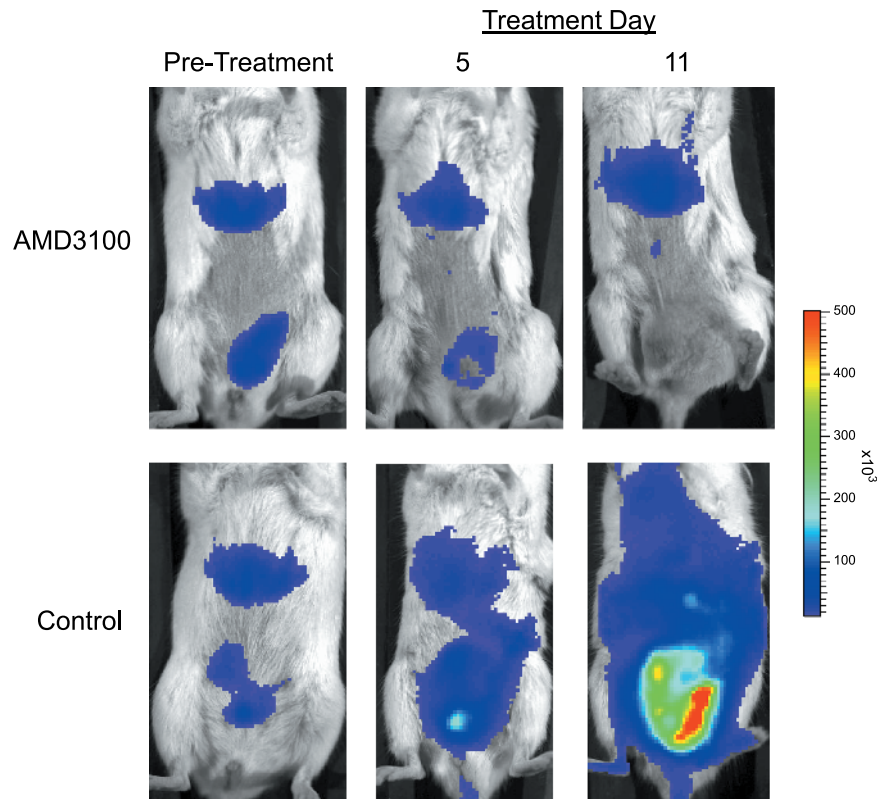 Treatment Day
Pre-Treatment 5 11
AMD3100
500
400
300
200
100
x10³
Control